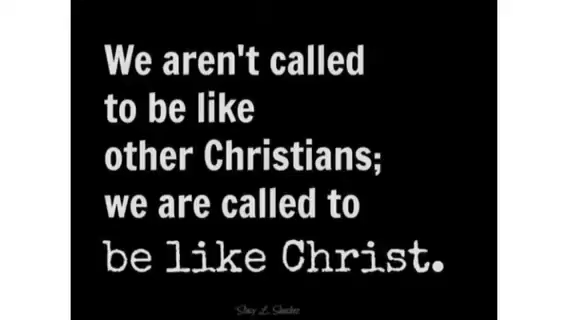 We aren't called
to be like
other Christians;
we are called to
be like Christ.